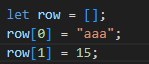 let row = [];
row[0] = "aaa";
row[1] = 15;